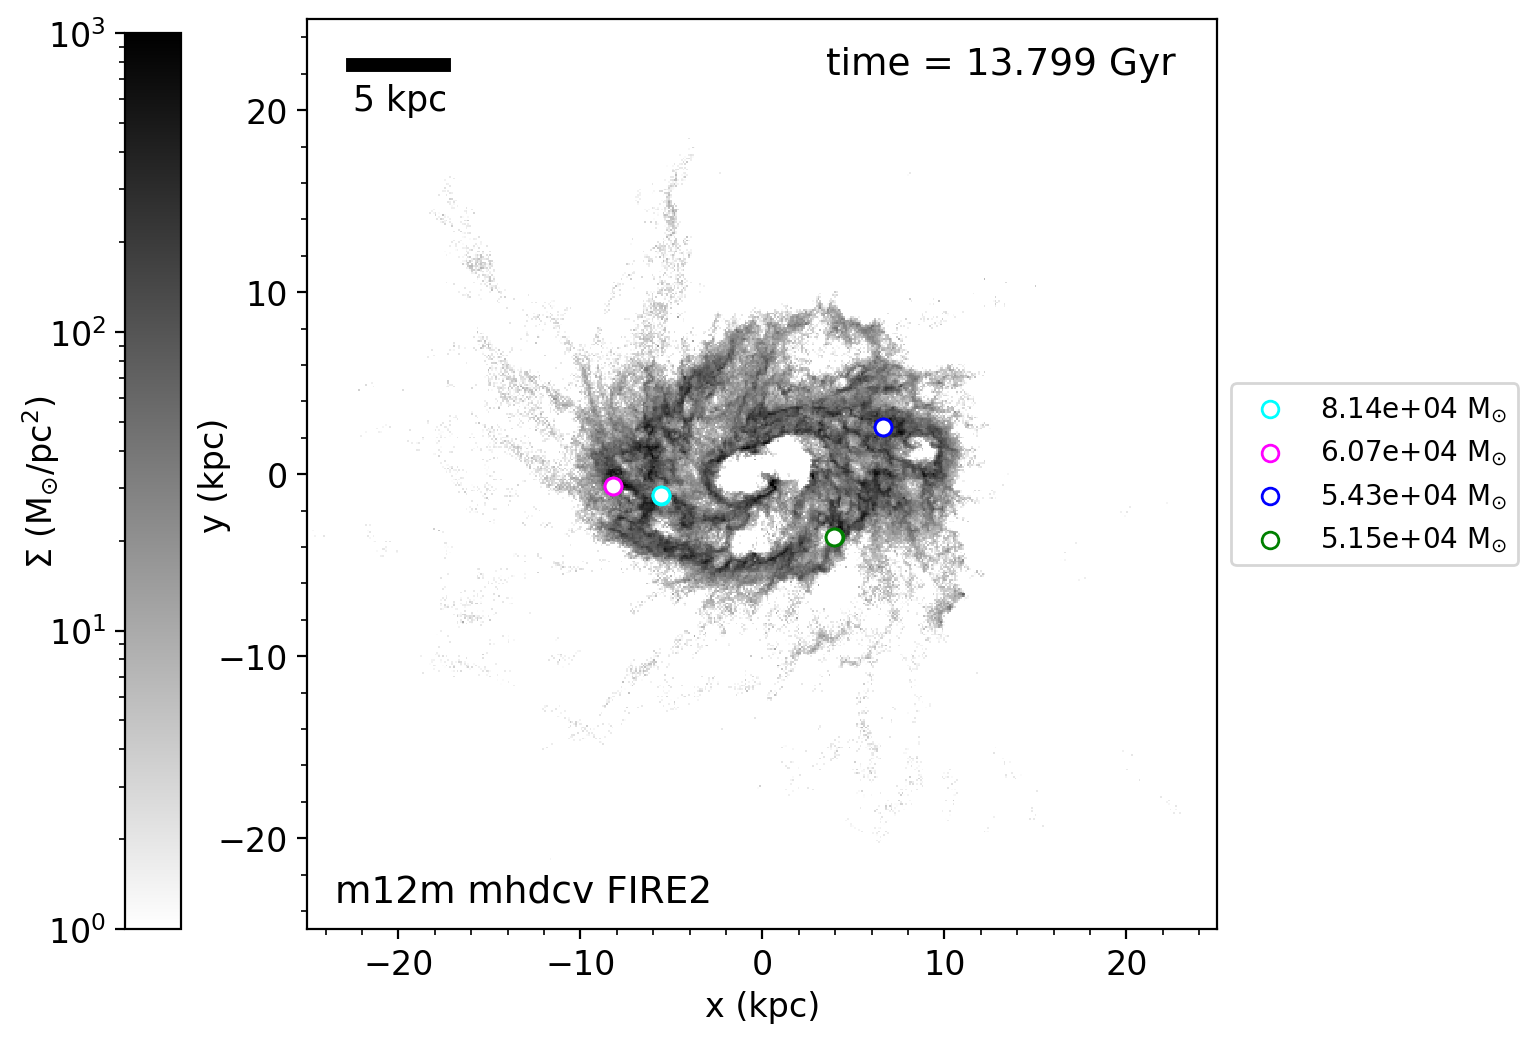 10³
10²
10¹
10⁰
Σ (M⊙/pc²)
20
10
0
−10
−20
y (kpc)
5 kpc
time = 13.799 Gyr
m12m mhdcv FIRE2
−20 −10 0 10 20
x (kpc)
8.14e+04 M⊙
6.07e+04 M⊙
5.43e+04 M⊙
5.15e+04 M⊙